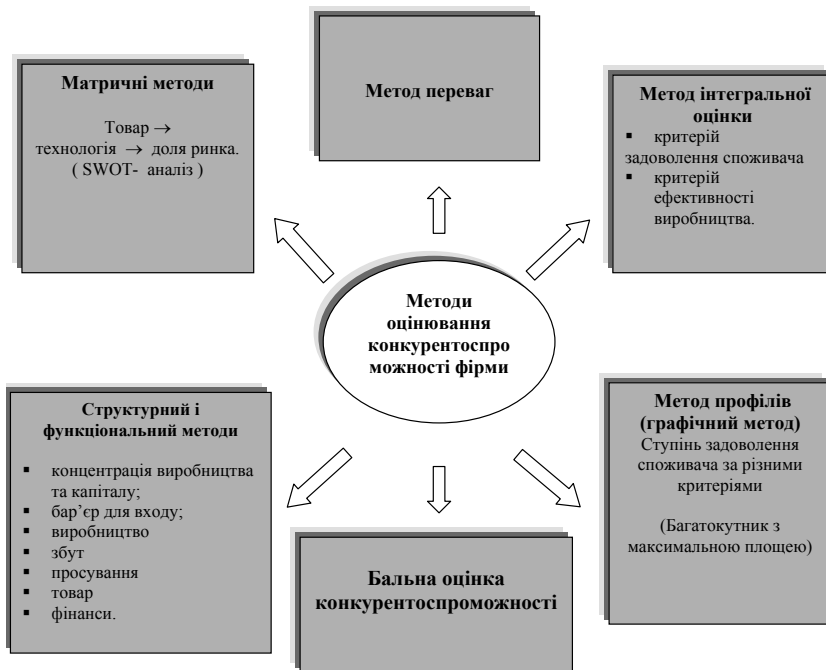 Матричні методи
Товар →
технологія → доля ринка.
( SWOT- аналіз )
Метод переваг
Метод інтегральної
оцінки
▪ критерій
задоволення споживача
▪ критерій
ефективності
виробництва.
Методи
оцінювання
конкурентоспро
можності фірми
Структурний і
функціональний методи
▪ концентрація виробництва
та капіталу;
▪ бар’єр для входу;
▪ виробництво
▪ збут
▪ просування
▪ товар
▪ фінанси.
Бальна оцінка
конкурентоспроможності
Метод профілів
(графічний метод)
Ступінь задоволення
споживача за різними
критеріями
(Багатокутник з
максимальною площею)